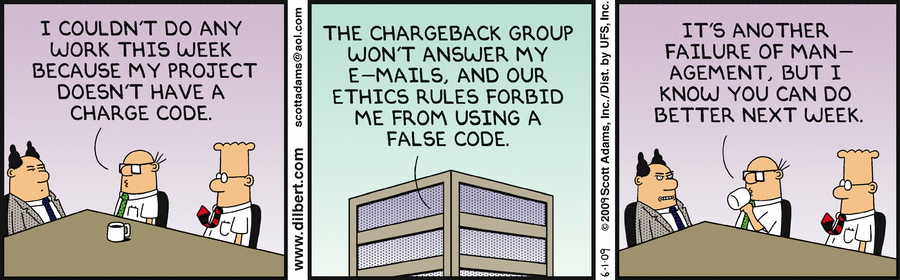 I COULDN'T DO ANY
WORK THIS WEEK
BECAUSE MY PROJECT
DOESN'T HAVE A
CHARGE CODE.
www.dilbert.com
scottadams@aol.com
THE CHARGEBACK GROUP
WON'T ANSWER MY
E-MAILS, AND OUR
ETHICS RULES FORBID
ME FROM USING A
FALSE CODE.
6-1-09 © 2009 Scott Adams, Inc./Dist. by UFS, Inc.
IT'S ANOTHER
FAILURE OF MAN-
AGEMENT, BUT I
KNOW YOU CAN DO
BETTER NEXT WEEK.